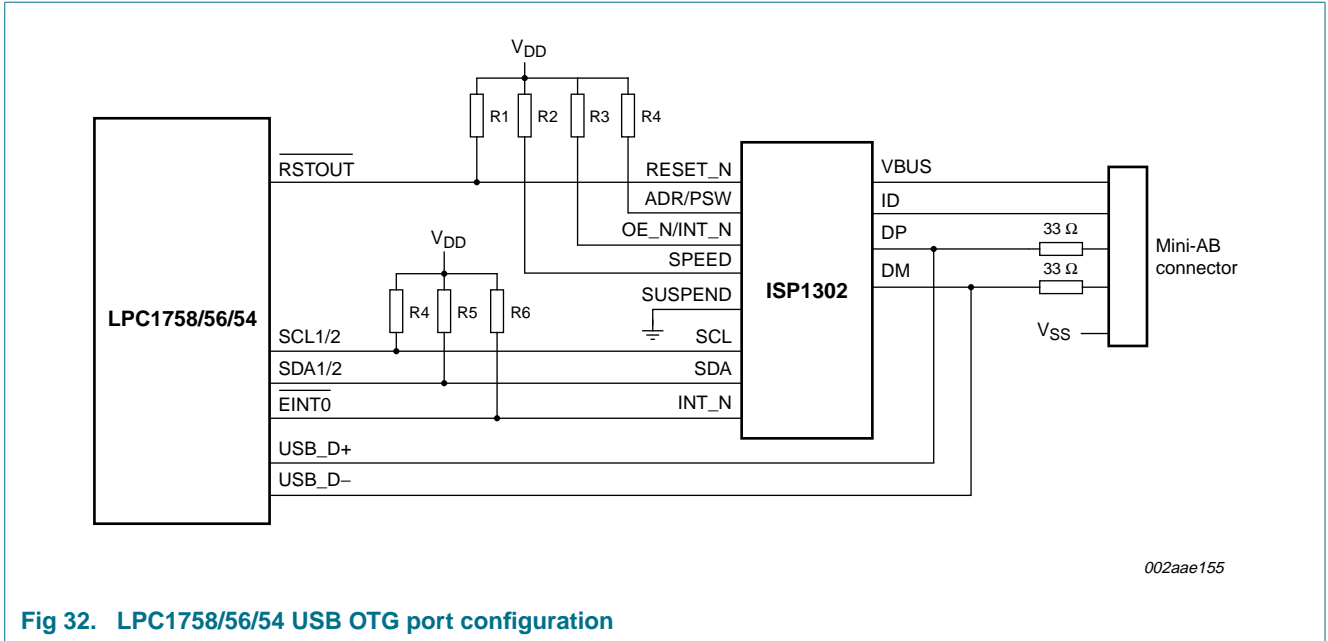 VDD
R1 R2 R3 R4
RSTOUT
RESET_N
VBUS
ADR/PSW
ID
OE_N/INT_N
DP
33 Ω
VDD
SPEED
DM
33 Ω
Mini-AB
connector
SUSPEND
ISP1302
LPC1758/56/54
R4 R5 R6
VSS
SCL1/2
SCL
SDA1/2
SDA
EINT0
INT_N
USB_D+
USB_D−
002aae155
Fig 32. LPC1758/56/54 USB OTG port configuration